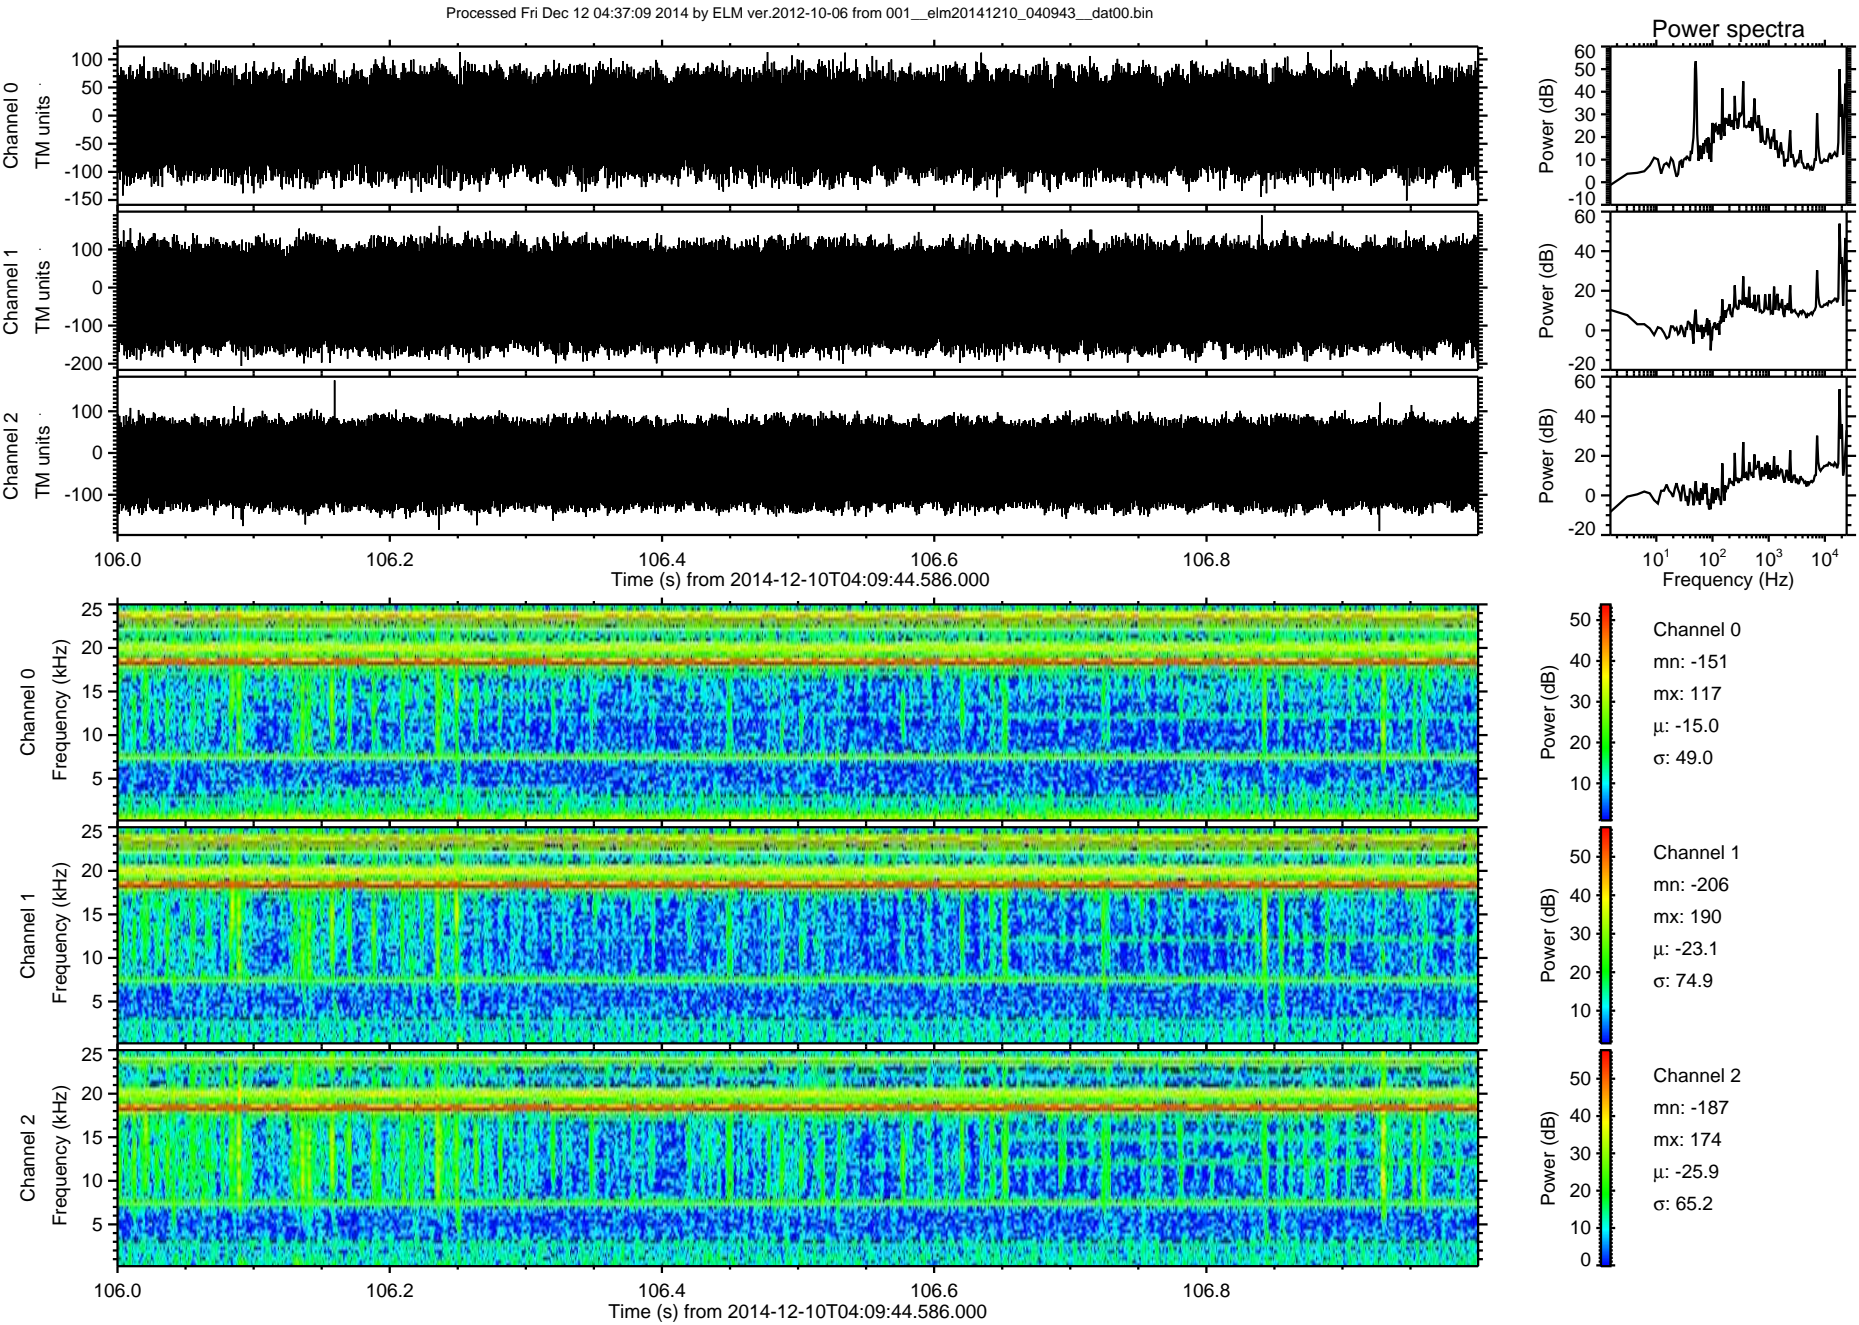 Processed Fri Dec 12 04:37:09 2014 by ELM ver.2012-10-06 from 001__elm20141210_040943__dat00.bin
Power spectra
Channel 0
TM units
100
50
0
-50
-100
-150
Power (dB)
60
50
40
30
20
10
0
-10
Channel 1
TM units
100
0
-100
-200
Power (dB)
60
40
20
0
-20
Channel 2
TM units
100
0
-100
Power (dB)
60
40
20
0
-20
106.0 106.2 106.4 106.6 106.8
Time (s) from 2014-12-10T04:09:44.586.000
10¹ 10² 10³ 10⁴
Frequency (Hz)
Channel 0
Frequency (kHz)
25
20
15
10
5
Power (dB)
50
40
30
20
10
Channel 0
mn: -151
mx: 117
μ: -15.0
σ: 49.0
Channel 1
Frequency (kHz)
25
20
15
10
5
Power (dB)
50
40
30
20
10
Channel 1
mn: -206
mx: 190
μ: -23.1
σ: 74.9
Channel 2
Frequency (kHz)
25
20
15
10
5
Power (dB)
50
40
30
20
10
0
Channel 2
mn: -187
mx: 174
μ: -25.9
σ: 65.2
106.0 106.2 106.4 106.6 106.8
Time (s) from 2014-12-10T04:09:44.586.000